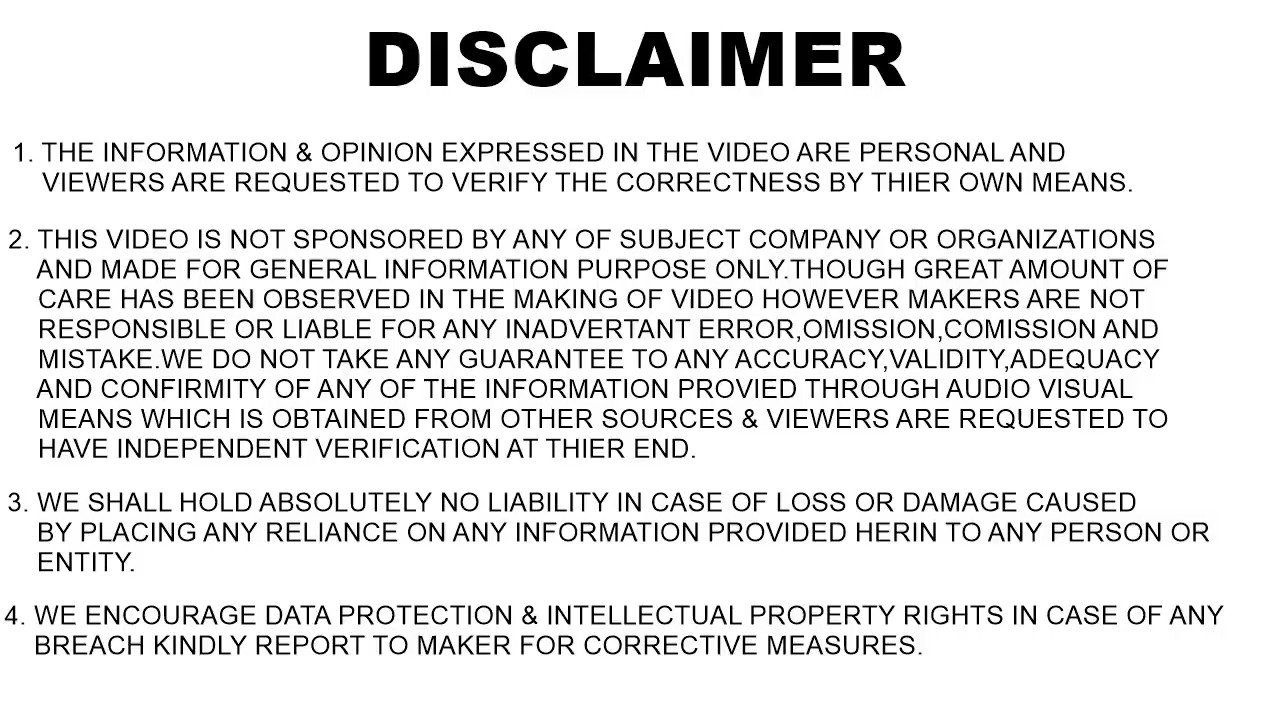 DISCLAIMER
1. THE INFORMATION & OPINION EXPRESSED IN THE VIDEO ARE PERSONAL AND
VIEWERS ARE REQUESTED TO VERIFY THE CORRECTNESS BY THIER OWN MEANS.
2. THIS VIDEO IS NOT SPONSORED BY ANY OF SUBJECT COMPANY OR ORGANIZATIONS
AND MADE FOR GENERAL INFORMATION PURPOSE ONLY.THOUGH GREAT AMOUNT OF
CARE HAS BEEN OBSERVED IN THE MAKING OF VIDEO HOWEVER MAKERS ARE NOT
RESPONSIBLE OR LIABLE FOR ANY INADVERTANT ERROR,OMISSION,COMISSION AND
MISTAKE.WE DO NOT TAKE ANY GUARANTEE TO ANY ACCURACY,VALIDITY,ADEQUACY
AND CONFIRMITY OF ANY OF THE INFORMATION PROVIED THROUGH AUDIO VISUAL
MEANS WHICH IS OBTAINED FROM OTHER SOURCES & VIEWERS ARE REQUESTED TO
HAVE INDEPENDENT VERIFICATION AT THIER END.
3. WE SHALL HOLD ABSOLUTELY NO LIABILITY IN CASE OF LOSS OR DAMAGE CAUSED
BY PLACING ANY RELIANCE ON ANY INFORMATION PROVIDED HERIN TO ANY PERSON OR
ENTITY.
4. WE ENCOURAGE DATA PROTECTION & INTELLECTUAL PROPERTY RIGHTS IN CASE OF ANY
BREACH KINDLY REPORT TO MAKER FOR CORRECTIVE MEASURES.